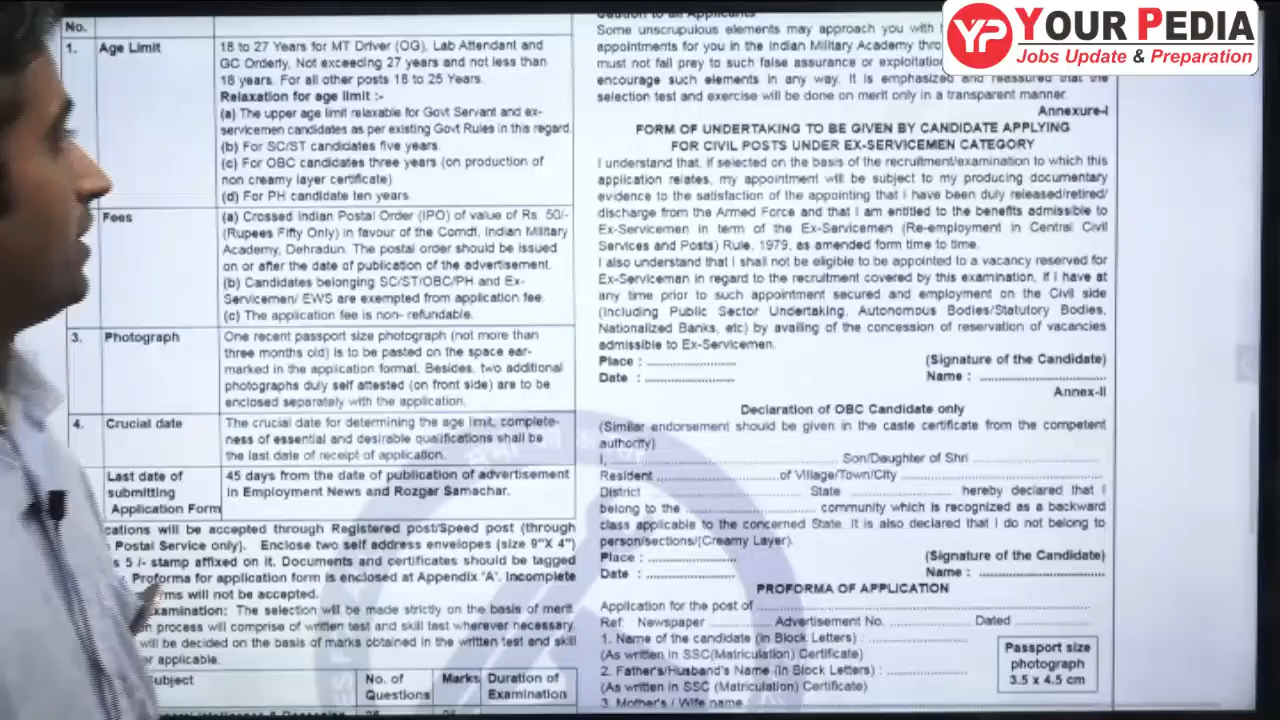 YOUR PEDIA
YP
Jobs Update & Preparation
No.
1. Age Limit
18 to 27 Years for MT Driver (OG), Lab Attendant and
GC Orderly. Not exceeding 27 years and not less than
18 years. For all other posts 18 to 25 Years.
Relaxation for age limit :-
(a) The upper age limit relaxable for Govt Servant and ex-
servicemen candidates as per existing Govt Rules in this regard.
(b) For SC/ST candidates five years.
(c) For OBC candidates three years (on production of
non creamy layer certificate)
(d) For PH candidate ten years.
Fees
(a) Crossed Indian Postal Order (IPO) of value of Rs. 50/-
(Rupees Fifty Only) in favour of the Comdt, Indian Military
Academy, Dehradun. The postal order should be issued
on or after the date of publication of the advertisement.
(b) Candidates belonging SC/ST/OBC/PH and Ex-
Servicemen/ EWS are exempted from application fee.
(c) The application fee is non- refundable.
3. Photograph
One recent passport size photograph (not more than
three months old) is to be pasted on the space ear-
marked in the application format. Besides, two additional
photographs duly self attested (on front side) are to be
enclosed separately with the application.
4. Crucial date
The crucial date for determining the age limit, complete-
ness of essential and desirable qualifications shall be
the last date of receipt of application.
Last date of
submitting
Application Form
45 days from the date of publication of advertisement
in Employment News and Rozgar Samachar.
cations will be accepted through Registered post/Speed post (through
Postal Service only). Enclose two self address envelopes (size 9"X 4")
s 5 /- stamp affixed on it. Documents and certificates should be tagged
Proforma for application form is enclosed at Appendix 'A'. Incomplete
rms will not be accepted.
xamination: The selection will be made strictly on the basis of merit.
n process will comprise of written test and skill test wherever necessary.
will be decided on the basis of marks obtained in the written test and skill
r applicable.
ubject
No. of
Questions
Marks
Duration of
Examination
Caution to all Applicants
Some unscrupulous elements may approach you with
appointments for you in the Indian Military Academy thro
must not fall prey to such false assurance or exploitatio
encourage such elements in any way. It is emphasized and reassured that the
selection test and exercise will be done on merit only in a transparent manner.
Annexure-I
FORM OF UNDERTAKING TO BE GIVEN BY CANDIDATE APPLYING
FOR CIVIL POSTS UNDER EX-SERVICEMEN CATEGORY
I understand that, if selected on the basis of the recruitment/examination to which this
application relates, my appointment will be subject to my producing documentary
evidence to the satisfaction of the appointing that I have been duly released/retired/
discharge from the Armed Force and that I am entitled to the benefits admissible to
Ex-Servicemen in term of the Ex-Servicemen (Re-employment in Central Civil
Services and Posts) Rule, 1979, as amended form time to time.
I also understand that I shall not be eligible to be appointed to a vacancy reserved for
Ex-Serviceman in regard to the recruitment covered by this examination. If I have at
any time prior to such appointment secured and employment on the Civil side
(Including Public Sector Undertaking, Autonomous Bodies/Statutory Bodies,
Nationalized Banks, etc) by availing of the concession of reservation of vacancies
admissible to Ex-Servicemen.
Place : ........................ (Signature of the Candidate)
Date : ........................ Name : ..................................
Annex-II
Declaration of OBC Candidate only
(Similar endorsement should be given in the caste certificate from the competent
authority)
I, ........................ Son/Daughter of Shri ........................
Resident ........................ of Village/Town/City ........................
District ........................ State ........................ hereby declared that I
belong to the ........................ community which is recognized as a backward
class applicable to the concerned State. It is also declared that I do not belong to
person/sections/(Creamy Layer).
Place : ........................ (Signature of the Candidate)
Date : ........................ Name : ..................................
PROFORMA OF APPLICATION
Application for the post of ........................
Ref: Newspaper ................ Advertisement No. ................ Dated ................
1. Name of the candidate (In Block Letters) : ........................
(As written in SSC(Matriculation) Certificate)
2. Father's/Husband's Name (In Block Letters) : ........................
(As written in SSC (Matriculation) Certificate)
3. Mother's / Wife name
Passport size
photograph
3.5 x 4.5 cm